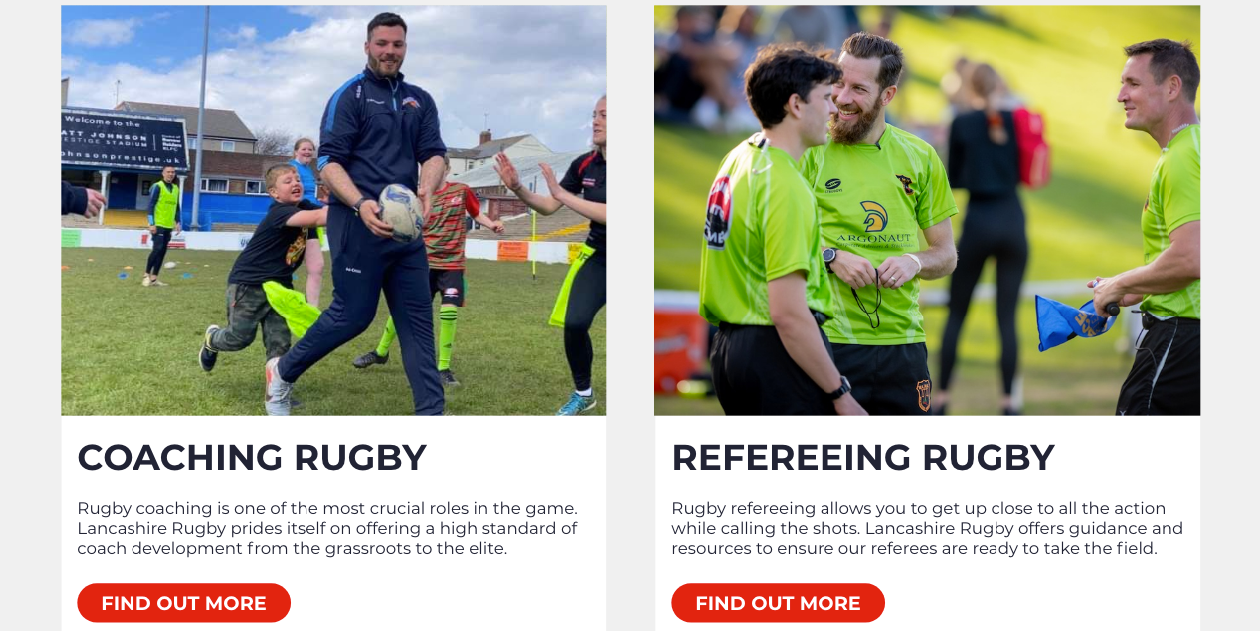 Welcome to the
ATT JOHNSON
ESTIGE STADIUM
ohnsonprestige.uk
ARGONAUT
COACHING RUGBY
Rugby coaching is one of the most crucial roles in the game.
Lancashire Rugby prides itself on offering a high standard of
coach development from the grassroots to the elite.
FIND OUT MORE
REFEREEING RUGBY
Rugby refereeing allows you to get up close to all the action
while calling the shots. Lancashire Rugby offers guidance and
resources to ensure our referees are ready to take the field.
FIND OUT MORE